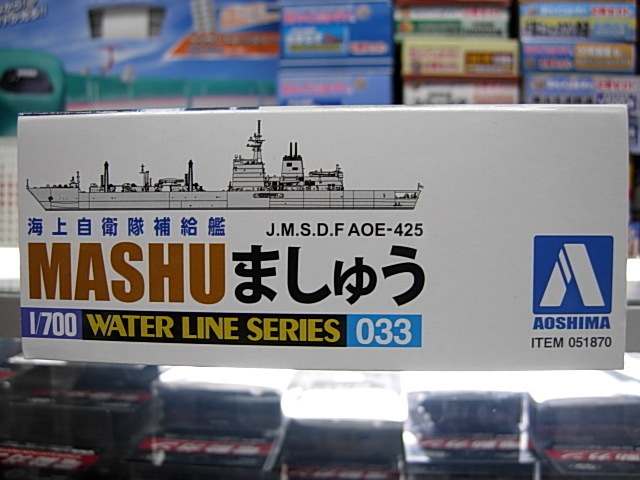 海上自衛隊補給艦
J.M.S.D.F AOE-425
MASHU ましゅう
1/700 WATER LINE SERIES 033
AOSHIMA
ITEM 051870